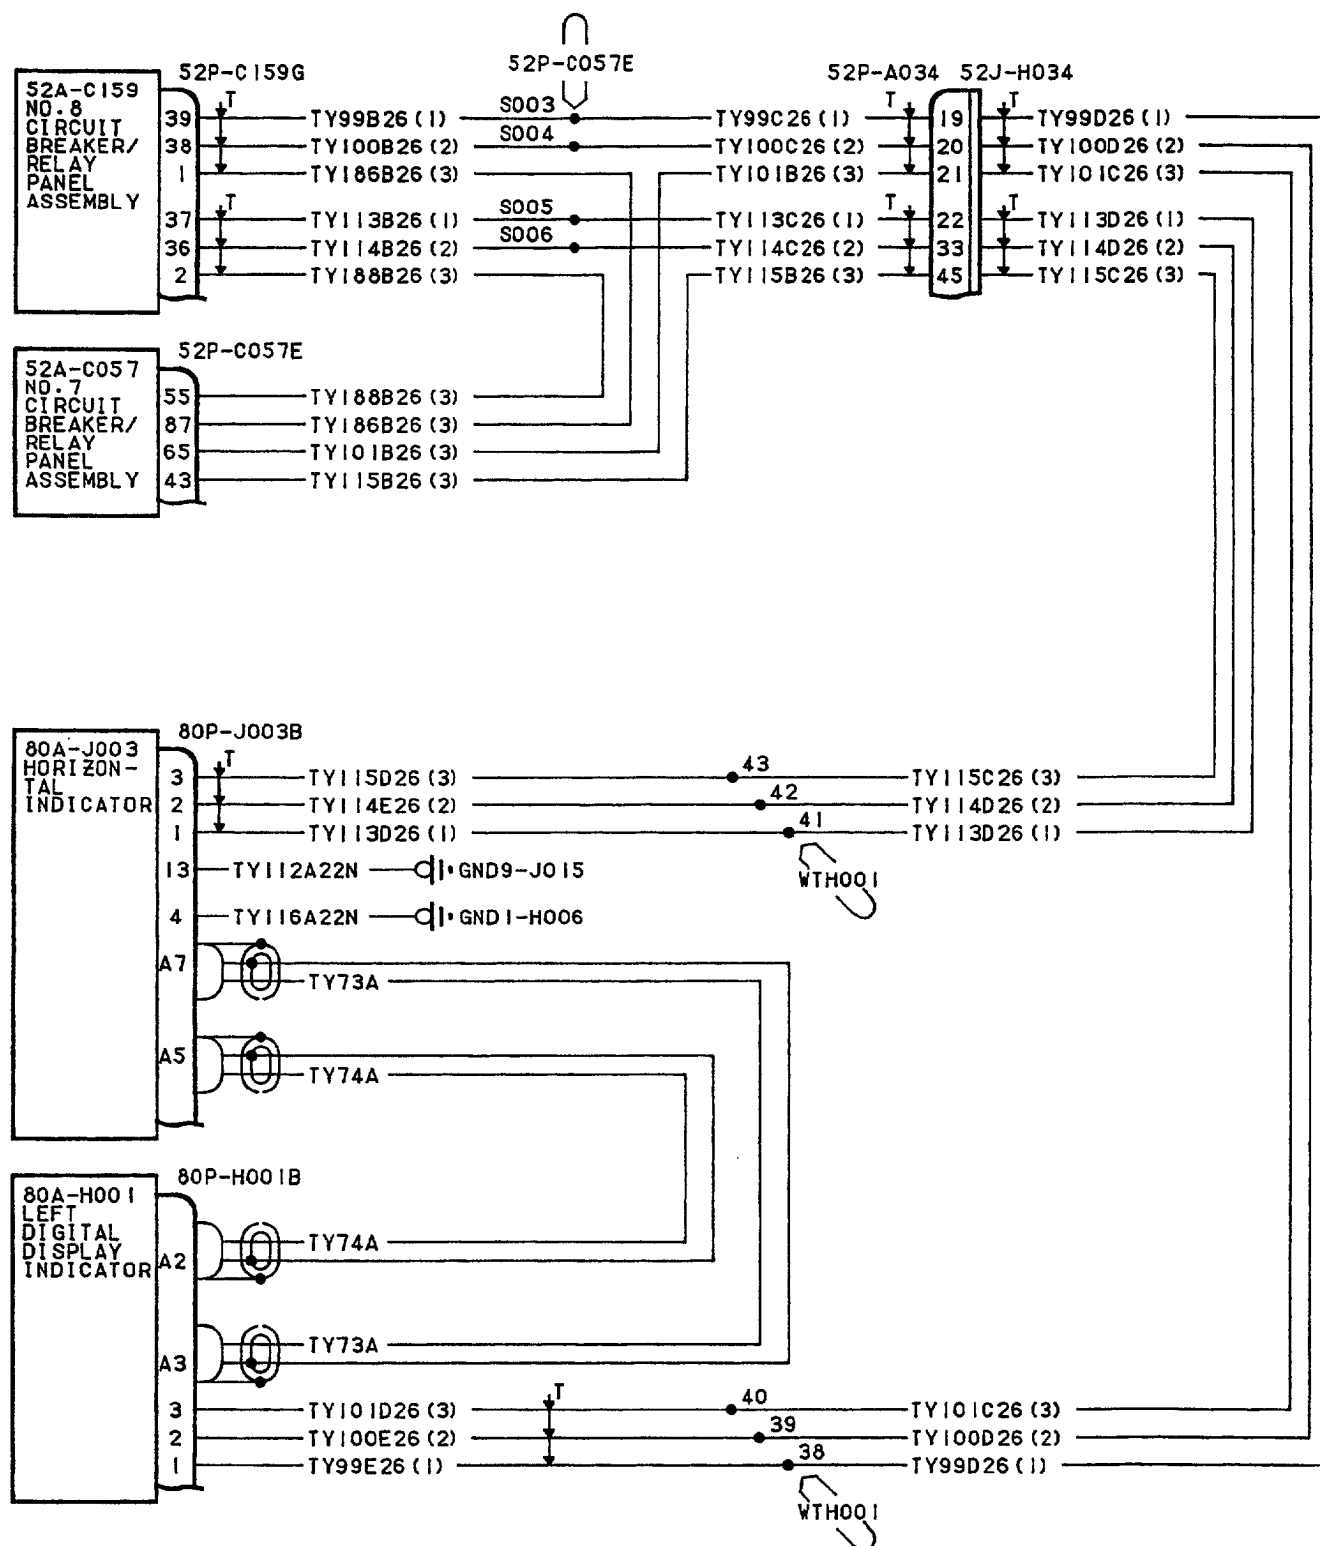 52P-C057E
52P-C159G
52P-A034 52J-H034
52A-C159
NO.8
CIRCUIT
BREAKER/
RELAY
PANEL
ASSEMBLY
T S003 T T
39 TY99B26(1) TY99C26(1) 19 TY99D26(1)
S004
38 TY100B26(2) TY100C26(2) 20 TY100D26(2)
1 TY186B26(3) TY101B26(3) 21 TY101C26(3)
T S005 T T
37 TY113B26(1) TY113C26(1) 22 TY113D26(1)
S006
36 TY114B26(2) TY114C26(2) 33 TY114D26(2)
2 TY188B26(3) TY115B26(3) 45 TY115C26(3)
52P-C057E
52A-C057
NO.7
CIRCUIT
BREAKER/
RELAY
PANEL
ASSEMBLY
55 TY188B26(3)
87 TY186B26(3)
65 TY101B26(3)
43 TY115B26(3)
80P-J003B
80A-J003
HORIZON-
TAL
INDICATOR
T
43
3 TY115D26(3) TY115C26(3)
42
2 TY114E26(2) TY114D26(2)
41
1 TY113D26(1) TY113D26(1)
WTH001
13 TY112A22N GND9-J015
4 TY116A22N GND1-H006
A7
TY73A
A5
TY74A
80P-H001B
80A-H001
LEFT
DIGITAL
DISPLAY
INDICATOR
TY74A
A2
TY73A
A3
T 40
3 TY101D26(3) TY101C26(3)
39
2 TY100E26(2) TY100D26(2)
38
1 TY99E26(1) TY99D26(1)
WTH001